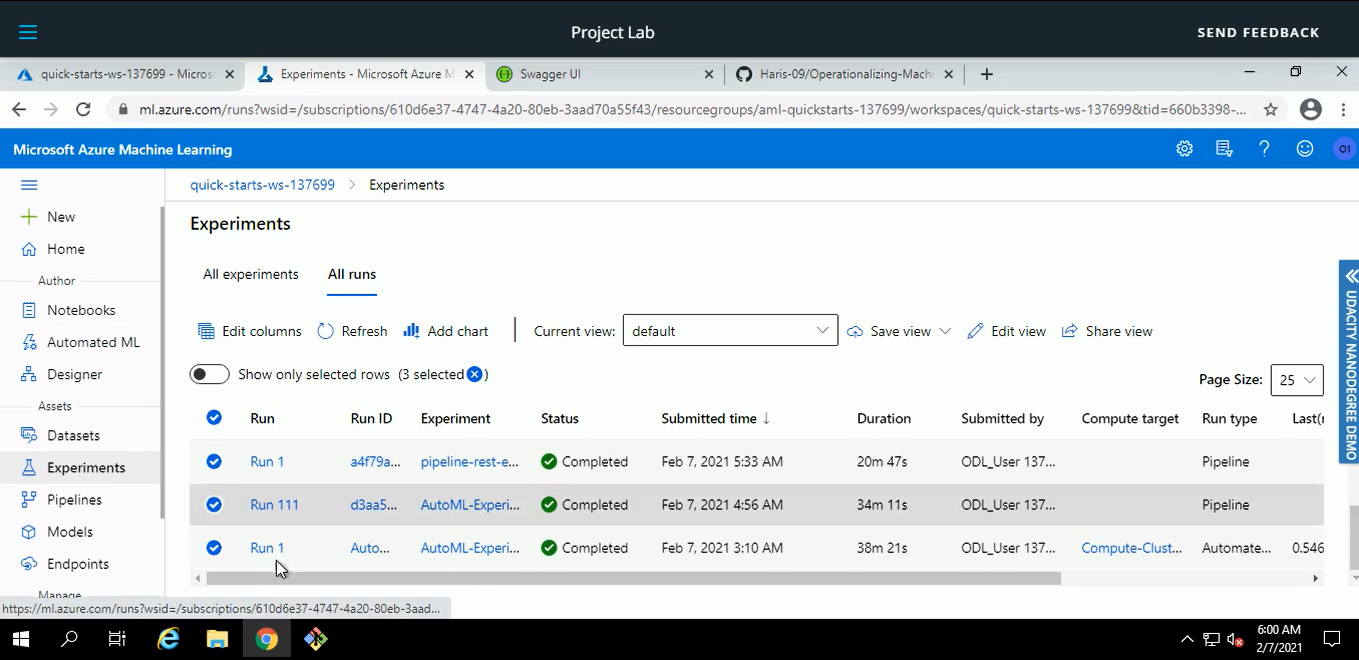 Project Lab
SEND FEEDBACK
quick-starts-ws-137699 - Micros
Experiments - Microsoft Azure M
Swagger UI
Haris-09/Operationalizing-Mach
ml.azure.com/runs?wsid=/subscriptions/610d6e37-4747-4a20-80eb-3aad70a55f43/resourcegroups/aml-quickstarts-137699/workspaces/quick-starts-ws-137699&tid=660b3398-...
Microsoft Azure Machine Learning
O1
quick-starts-ws-137699 > Experiments
New
Home
Author
Notebooks
Automated ML
Designer
Assets
Datasets
Experiments
Pipelines
Models
Endpoints
Manage
Experiments
All experiments All runs
Edit columns Refresh Add chart Current view: default Save view Edit view Share view
Show only selected rows (3 selected )
Page Size: 25
Run Run ID Experiment Status Submitted time ↓ Duration Submitted by Compute target Run type Last(r
Run 1 a4f79a... pipeline-rest-e... Completed Feb 7, 2021 5:33 AM 20m 47s ODL_User 137... Pipeline
Run 111 d3aa5... AutoML-Experi... Completed Feb 7, 2021 4:56 AM 34m 11s ODL_User 137... Pipeline
Run 1 Auto... AutoML-Experi... Completed Feb 7, 2021 3:10 AM 38m 21s ODL_User 137... Compute-Clust... Automate... 0.546
UDACITY NANODEGREE DEMO
https://ml.azure.com/runs?wsid=/subscriptions/610d6e37-4747-4a20-80eb-3aad...
6:00 AM
2/7/2021